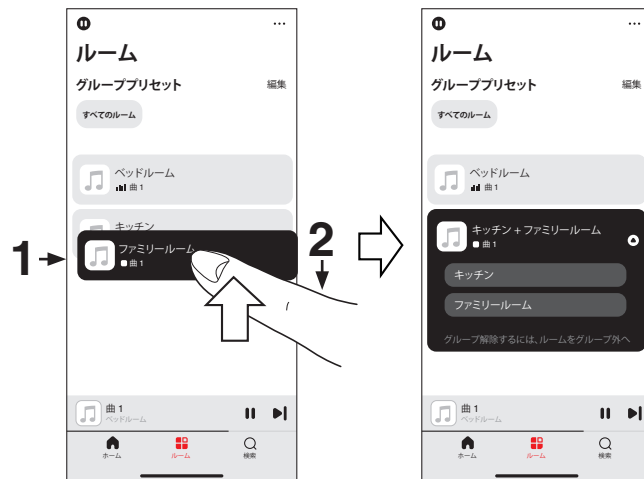 …
ルーム
グループプリセット 編集
すべてのルーム
ベッドルーム
曲 1
キッチン
ファミリールーム
曲 1
1
2
曲 1
ベッドルーム
ホーム ルーム 検索
…
ルーム
グループプリセット 編集
すべてのルーム
ベッドルーム
曲 1
キッチン + ファミリールーム
曲 1
キッチン
ファミリールーム
グループ解除するには、ルームをグループ外へ
曲 1
ベッドルーム
ホーム ルーム 検索